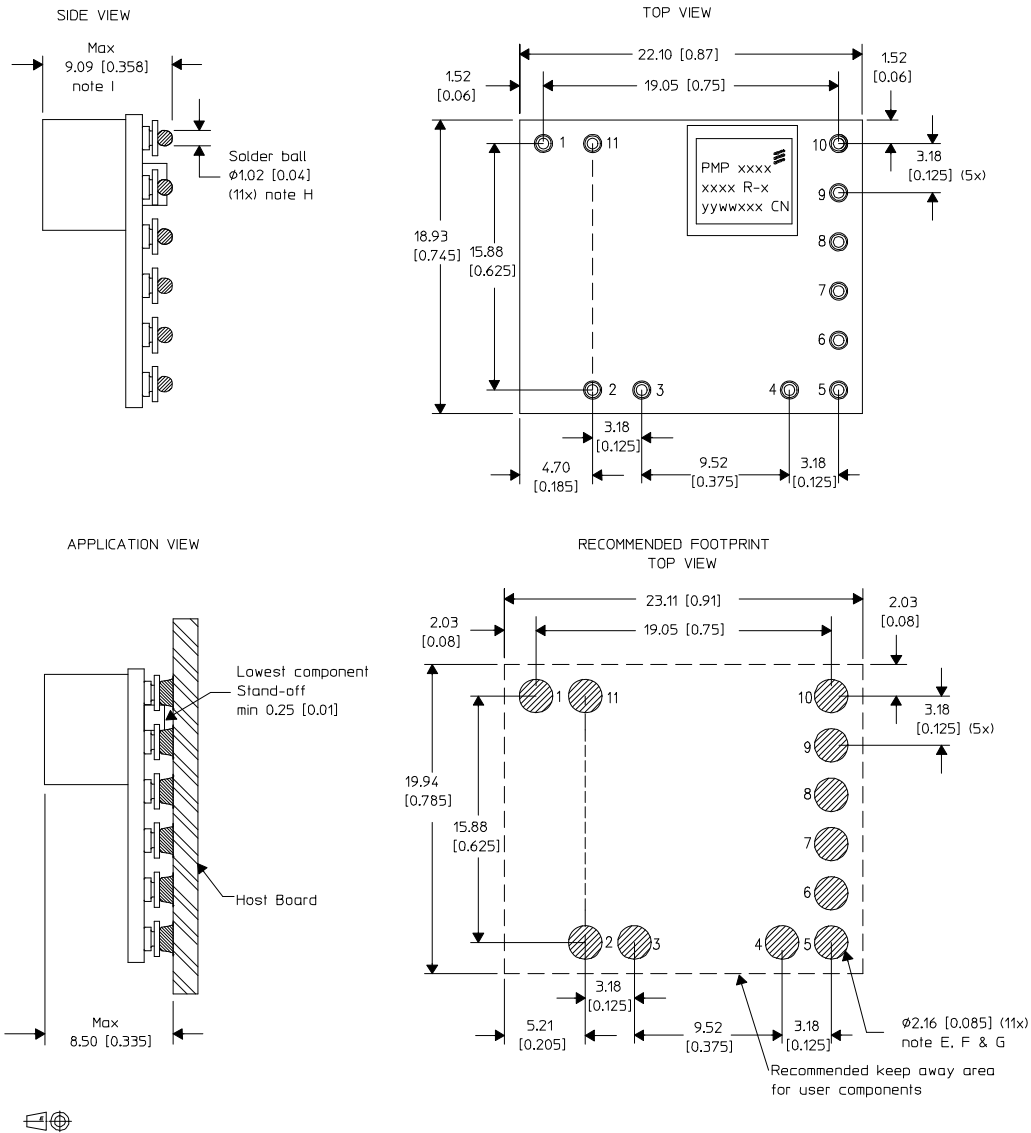 SIDE VIEW
Max
9.09 [0.358]
note I
Solder ball
ø1.02 [0.04]
(11x) note H
TOP VIEW
22.10 [0.87]
1.52
[0.06]
19.05 [0.75]
1.52
[0.06]
1
11
10
PMP xxxx
xxxx R-x
yywwxxx CN
3.18
[0.125] (5x)
9
18.93
[0.745]
15.88
[0.625]
8
7
6
2
3
4
5
3.18
[0.125]
4.70
[0.185]
9.52
[0.375]
3.18
[0.125]
APPLICATION VIEW
Lowest component
Stand-off
min 0.25 [0.01]
Host Board
Max
8.50 [0.335]
RECOMMENDED FOOTPRINT
TOP VIEW
23.11 [0.91]
2.03
[0.08]
19.05 [0.75]
2.03
[0.08]
1
11
10
3.18
[0.125] (5x)
9
19.94
[0.785]
15.88
[0.625]
8
7
6
2
3
4
5
3.18
[0.125]
5.21
[0.205]
9.52
[0.375]
3.18
[0.125]
ø2.16 [0.085] (11x)
note E, F & G
Recommended keep away area
for user components